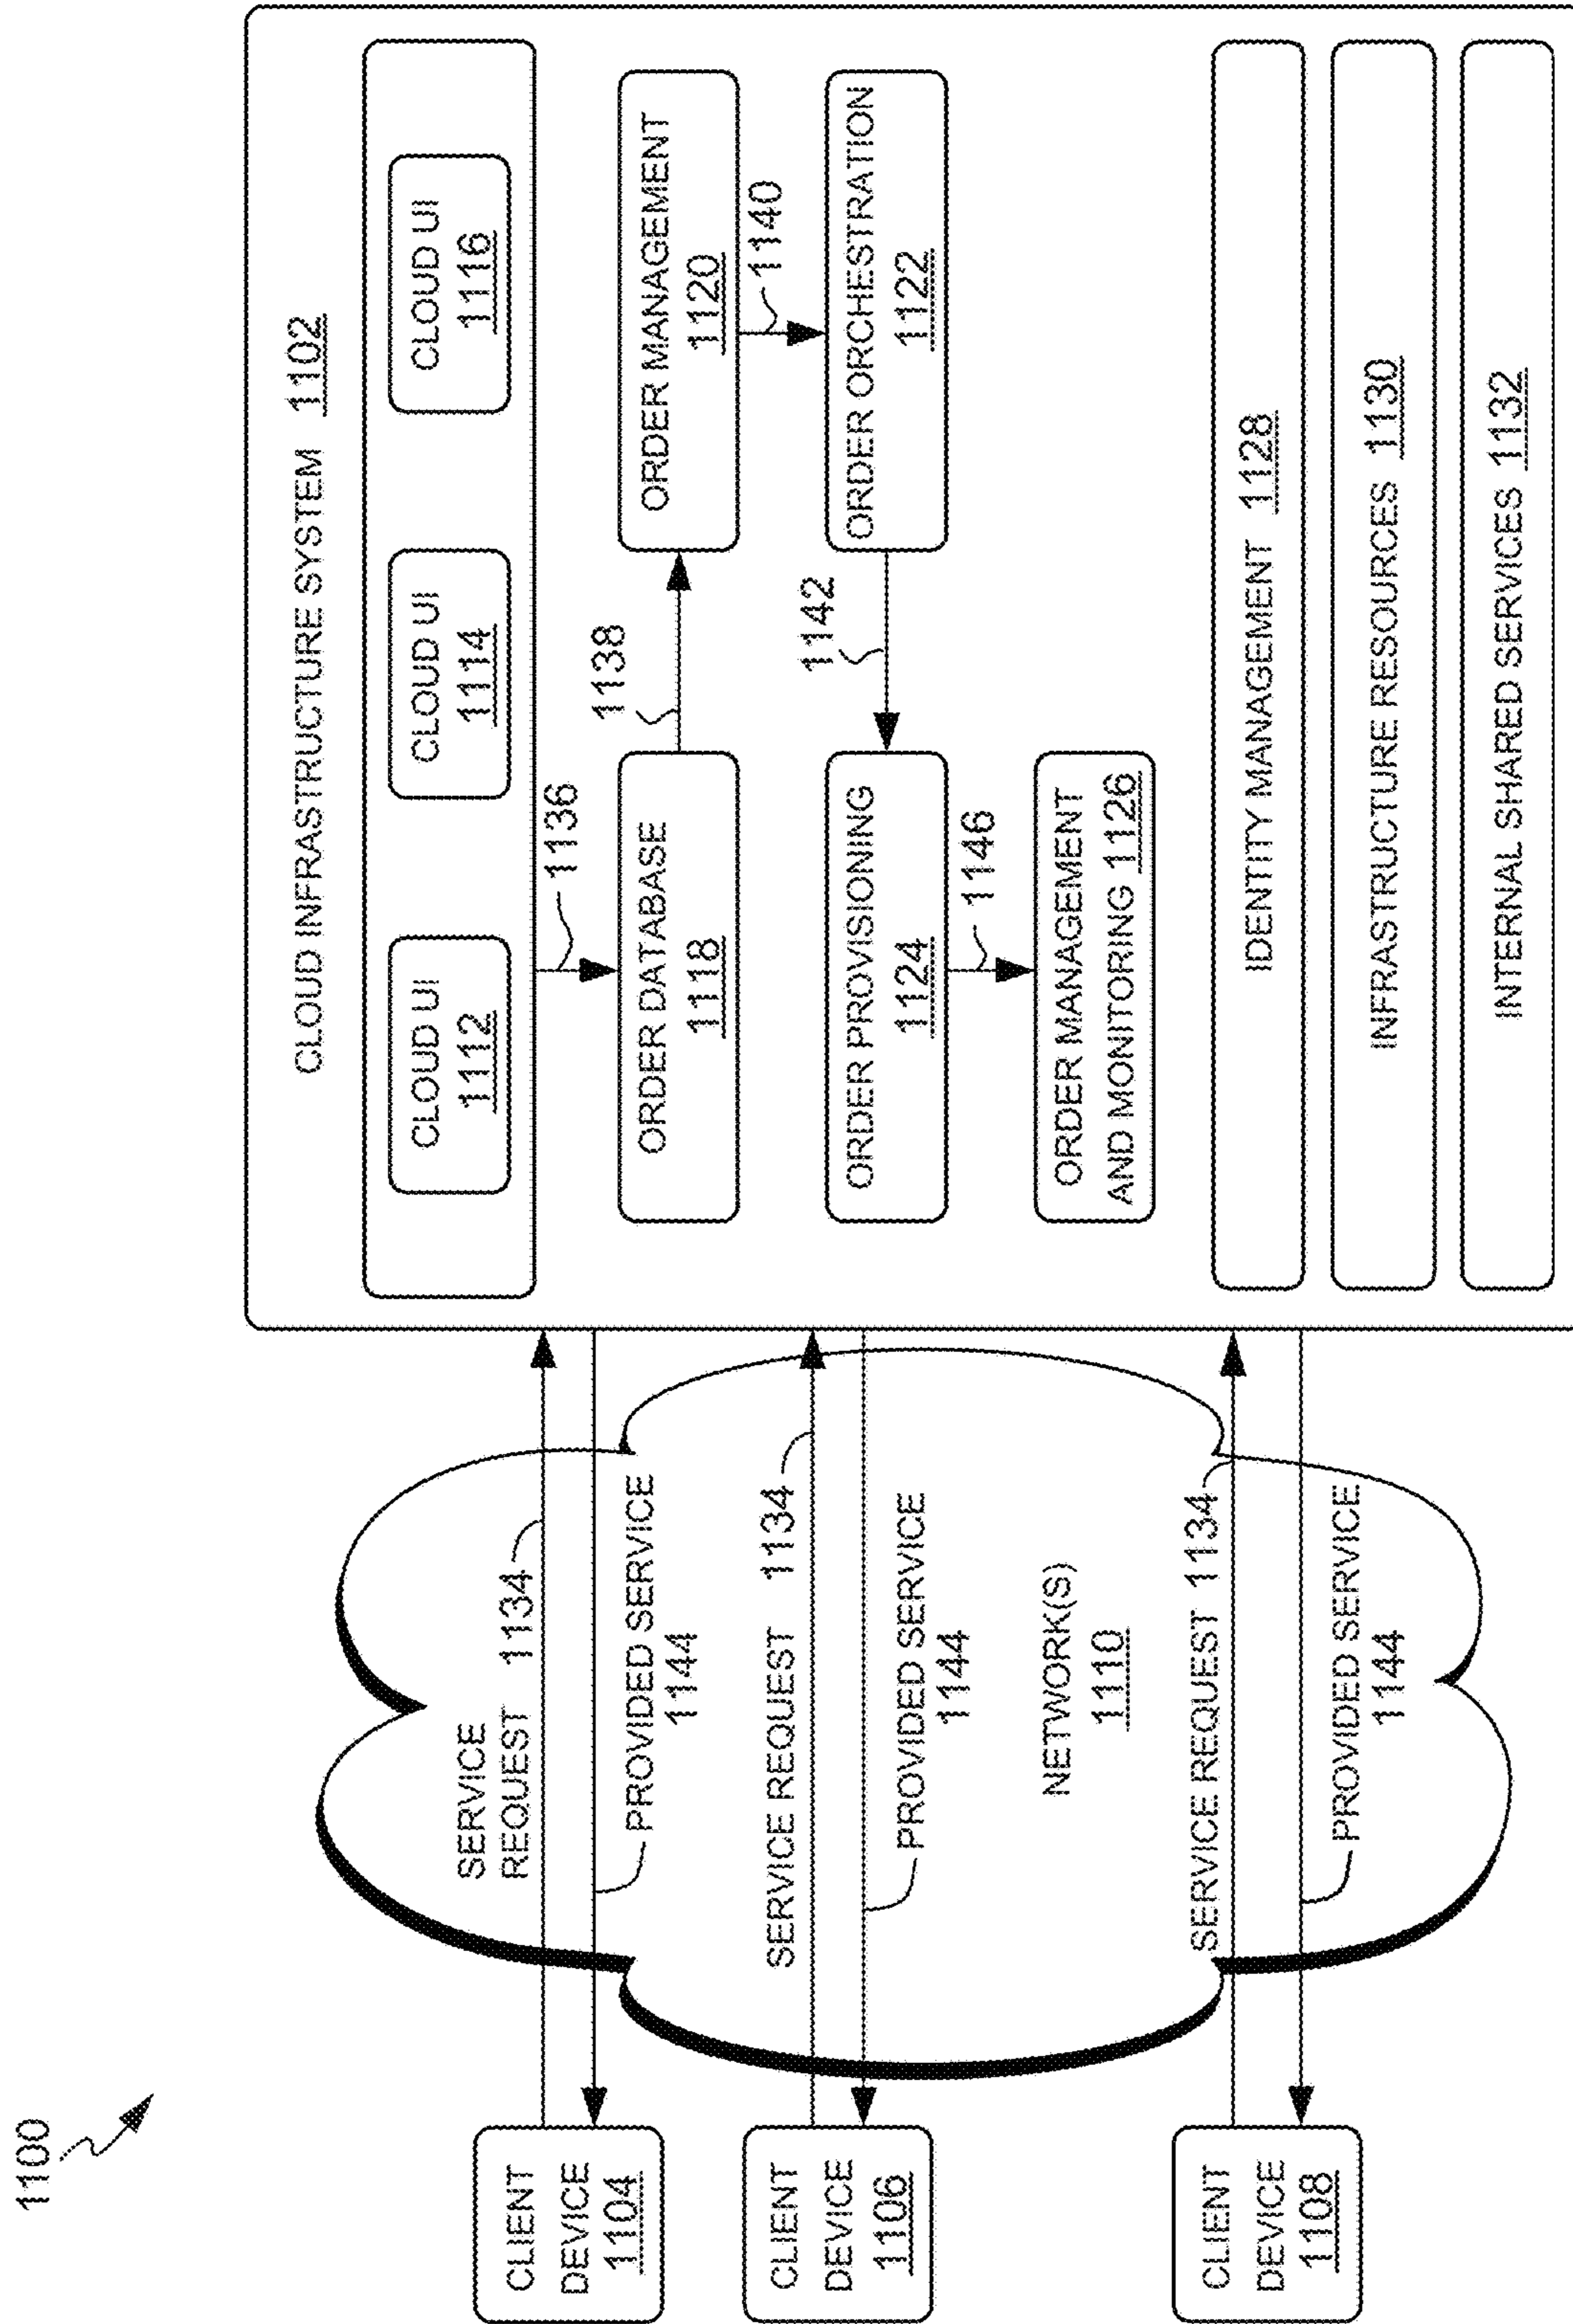 1100
CLIENT
DEVICE
1104
CLIENT
DEVICE
1106
CLIENT
DEVICE
1108
SERVICE
REQUEST 1134
PROVIDED SERVICE
1144
SERVICE REQUEST 1134
PROVIDED SERVICE
1144
NETWORK(S)
1110
SERVICE REQUEST 1134
PROVIDED SERVICE
1144
CLOUD INFRASTRUCTURE SYSTEM 1102
CLOUD UI
1112
CLOUD UI
1114
CLOUD UI
1116
1136
ORDER DATABASE
1118
1138
ORDER MANAGEMENT
1120
1140
ORDER ORCHESTRATION
1122
1142
ORDER PROVISIONING
1124
1146
ORDER MANAGEMENT
AND MONITORING 1126
IDENTITY MANAGEMENT 1128
INFRASTRUCTURE RESOURCES 1130
INTERNAL SHARED SERVICES 1132